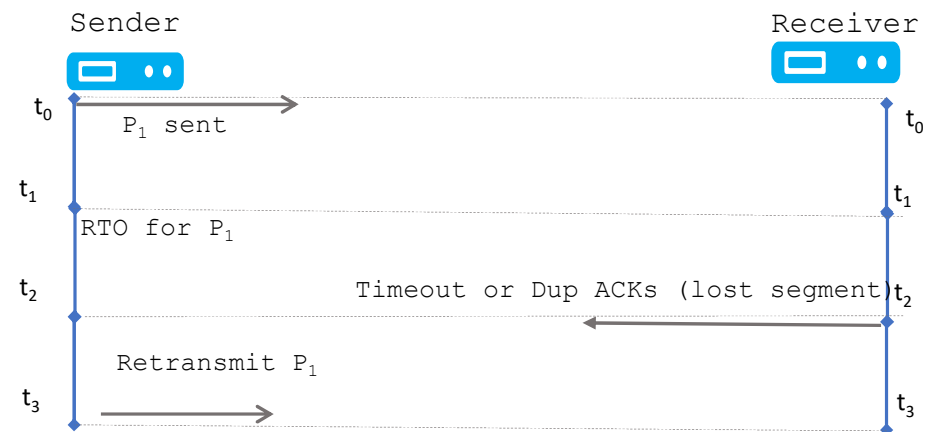 Sender
Receiver
t₀
t₀
P₁ sent
t₁
t₁
RTO for P₁
t₂
Timeout or Dup ACKs (lost segment)
t₂
Retransmit P₁
t₃
t₃